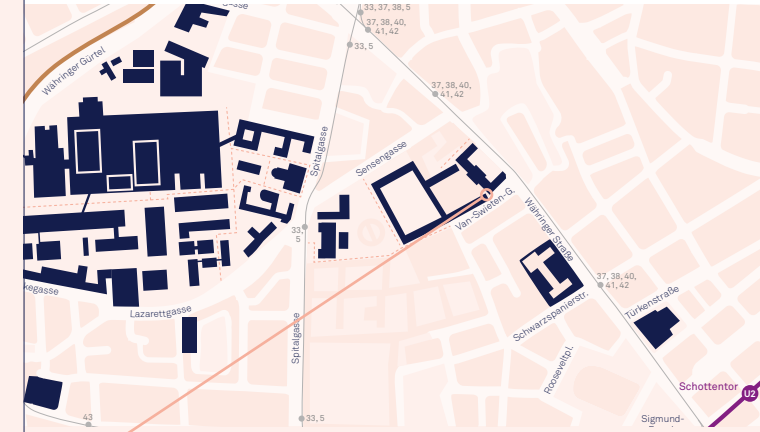 33, 37, 38, 5
37, 38, 40,
41, 42
33, 5
Währinger Gürtel
37, 38, 40,
41, 42
Spitalgasse
Sensengasse
Van-Swieten-G.
Währinger Straße
33,
5
37, 38, 40,
41, 42
Türkenstraße
Schwarzspanierstr.
Lazarettgasse
Spitalgasse
Rooseveltpl.
Schottentor
U2
43
33, 5
Sigmund-